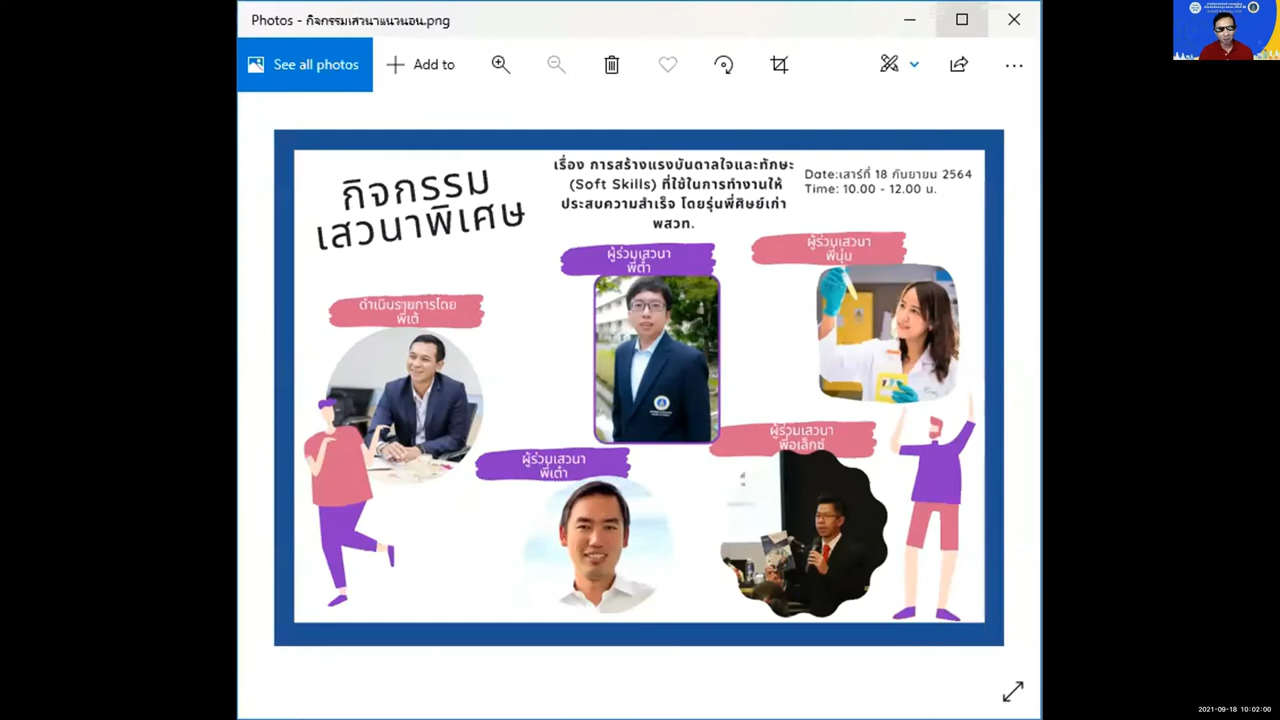 Photos - กิจกรรมเสวนาแนวนอน.png
See all photos
Add to
กิจกรรม
เสวนาพิเศษ
เรื่อง การสร้างแรงบันดาลใจและทักษะ
(Soft Skills) ที่ใช้ในการทำงานให้
ประสบความสำเร็จ โดยรุ่นพี่ศิษย์เก่า
พสวท.
Date:เสาร์ที่ 18 กันยายน 2564
Time: 10.00 - 12.00 น.
ผู้ร่วมเสวนา
พี่ต่ำ
ผู้ร่วมเสวนา
พี่นุ่น
ดำเนินรายการโดย
พี่เต้
ผู้ร่วมเสวนา
พี่เต๋า
ผู้ร่วมเสวนา
พี่อเล็กซ์
2021-09-18 10:02:00